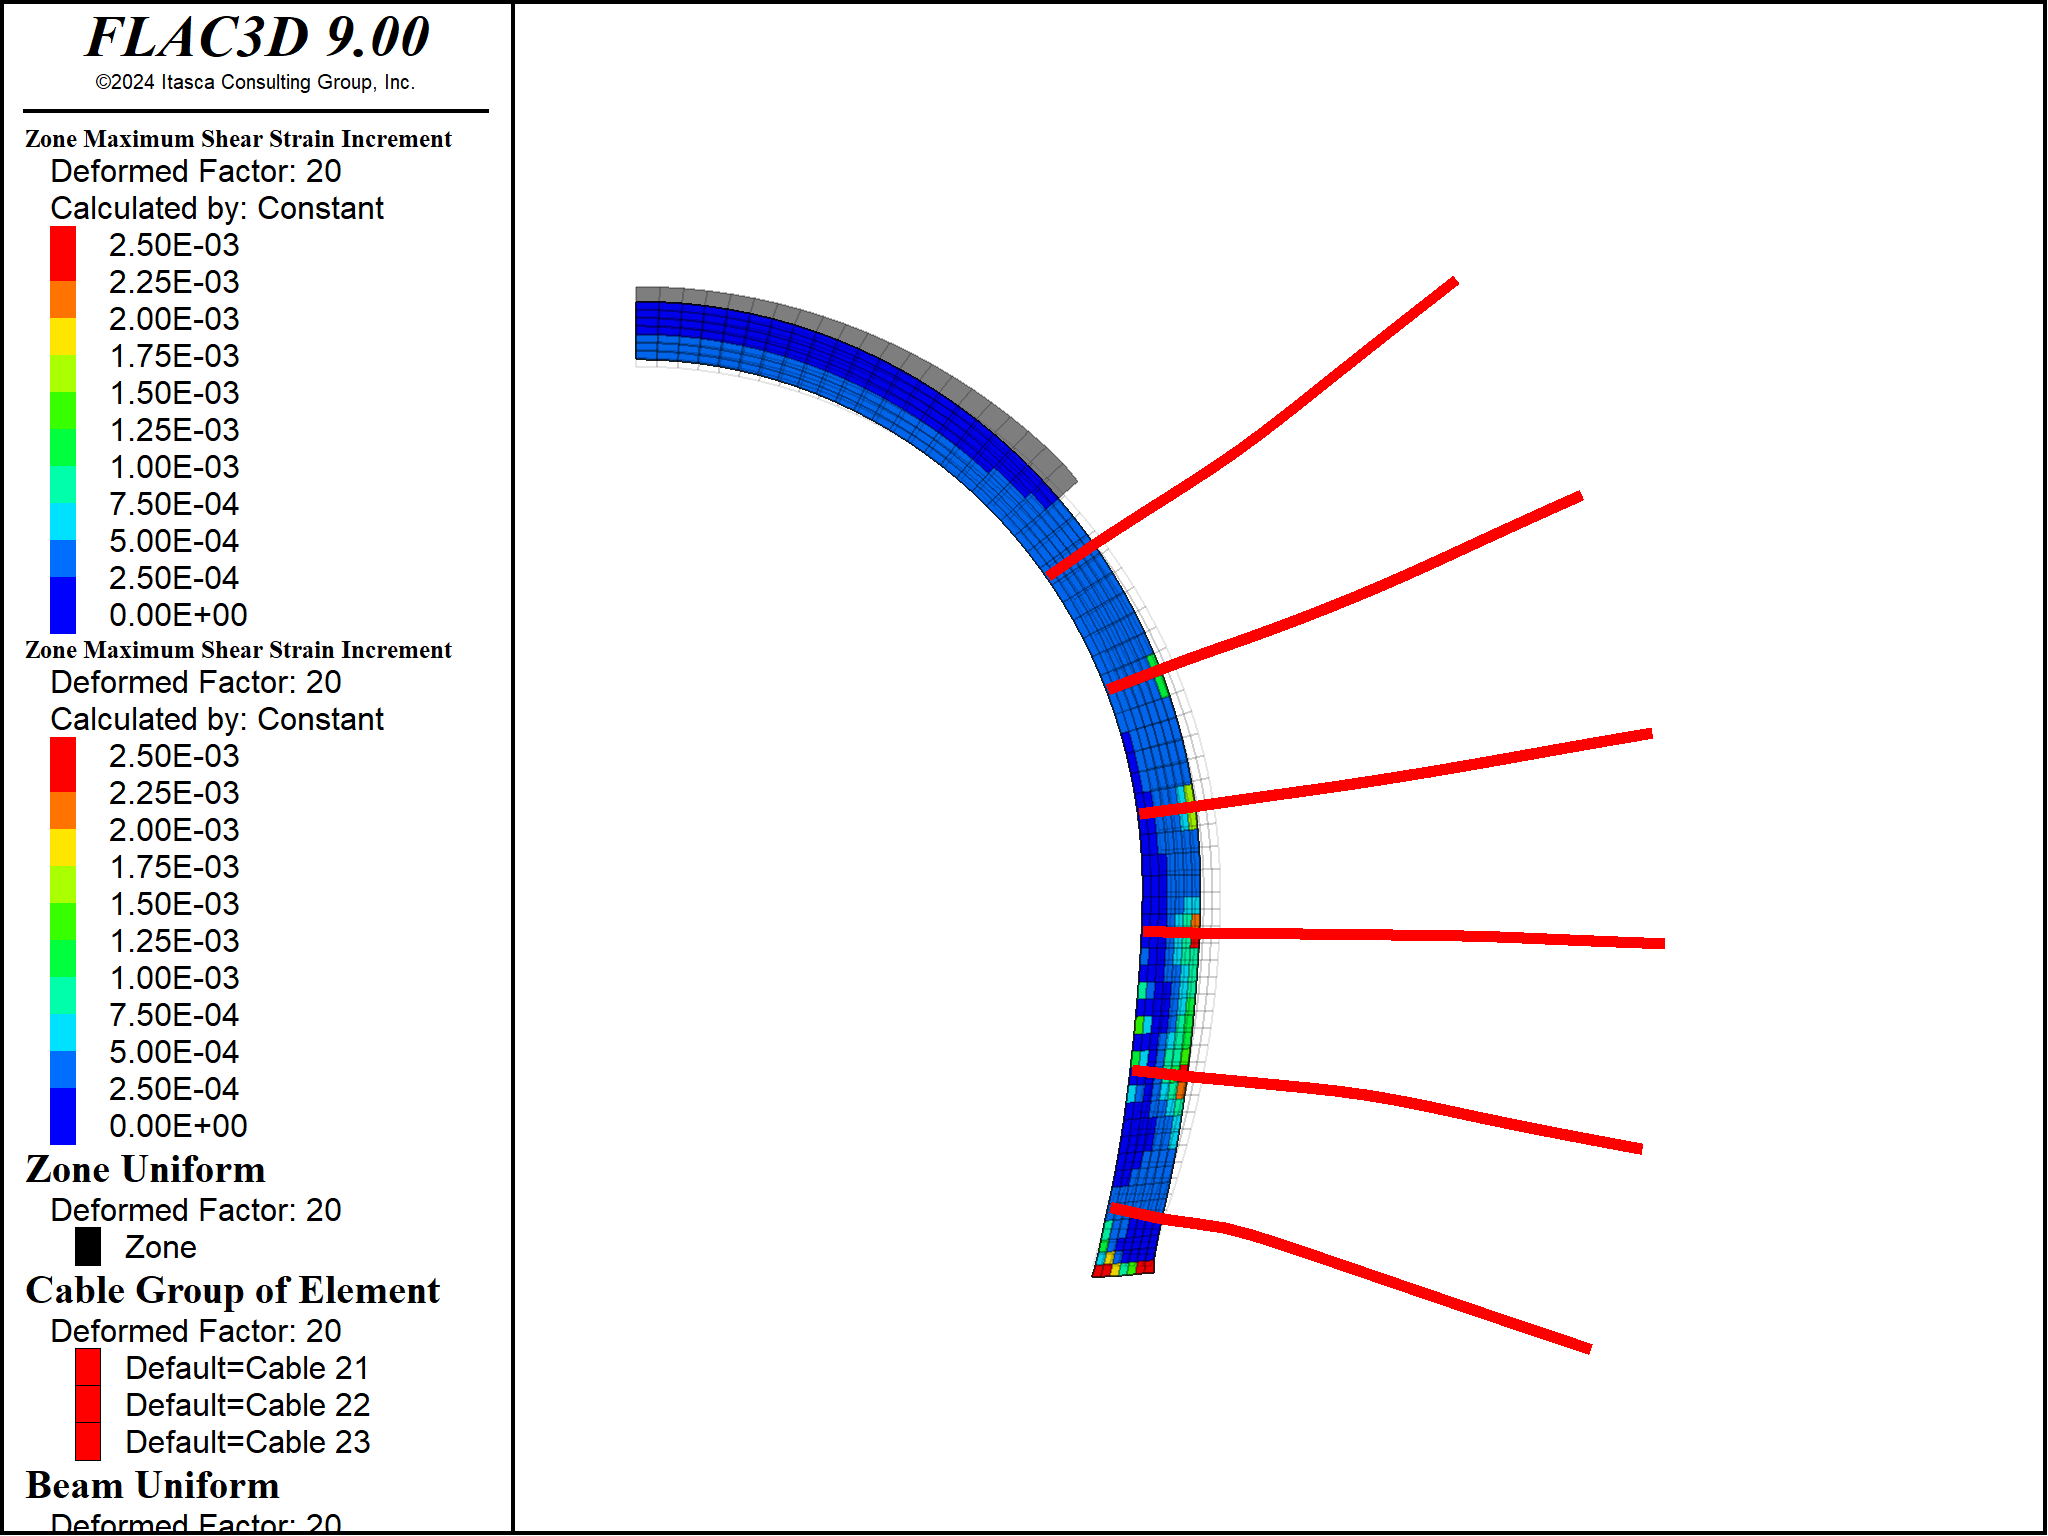 FLAC3D 9.00
©2024 Itasca Consulting Group, Inc.
Zone Maximum Shear Strain Increment
Deformed Factor: 20
Calculated by: Constant
2.50E-03
2.25E-03
2.00E-03
1.75E-03
1.50E-03
1.25E-03
1.00E-03
7.50E-04
5.00E-04
2.50E-04
0.00E+00
Zone Maximum Shear Strain Increment
Deformed Factor: 20
Calculated by: Constant
2.50E-03
2.25E-03
2.00E-03
1.75E-03
1.50E-03
1.25E-03
1.00E-03
7.50E-04
5.00E-04
2.50E-04
0.00E+00
Zone Uniform
Deformed Factor: 20
Zone
Cable Group of Element
Deformed Factor: 20
Default=Cable 21
Default=Cable 22
Default=Cable 23
Beam Uniform
Deformed Factor: 20